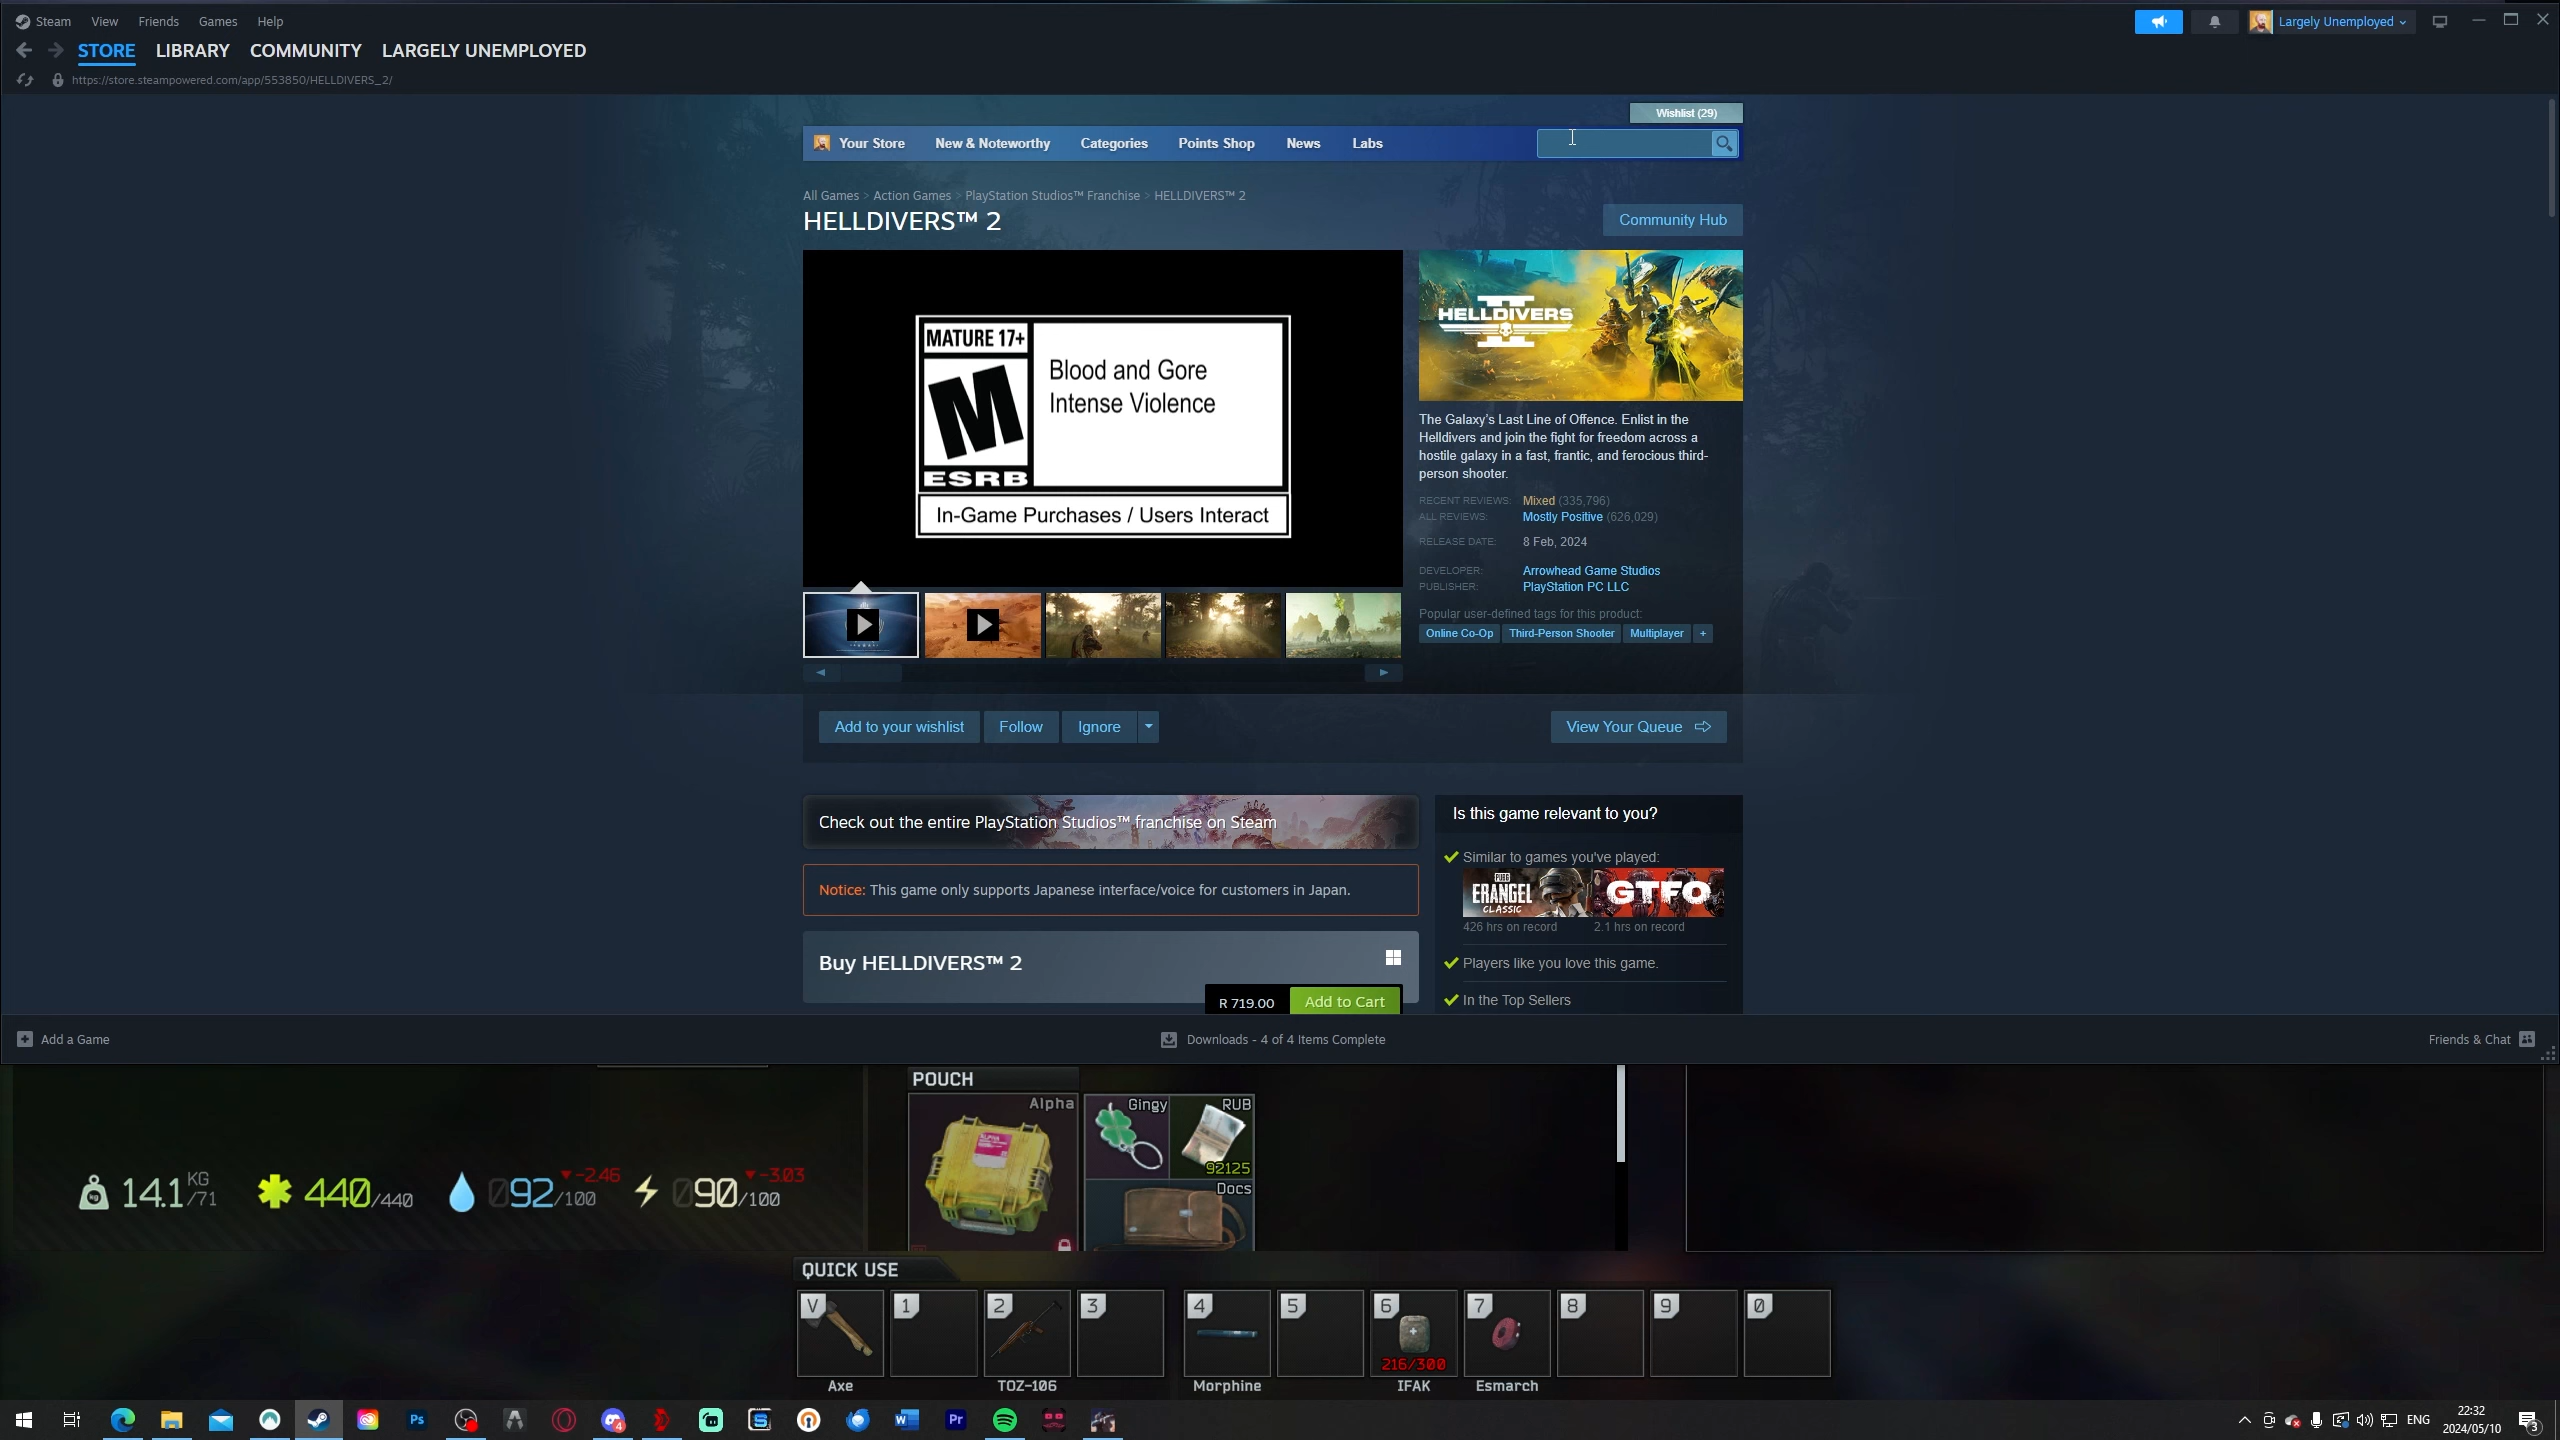 Steam View Friends Games Help
Largely Unemployed
STORE LIBRARY COMMUNITY LARGELY UNEMPLOYED
https://store.steampowered.com/app/553850/HELLDIVERS_2/
Wishlist (29)
Your Store New & Noteworthy Categories Points Shop News Labs
All Games > Action Games > PlayStation Studios™ Franchise > HELLDIVERS™ 2
HELLDIVERS™ 2
Community Hub
MATURE 17+
M
ESRB
Blood and Gore
Intense Violence
In-Game Purchases / Users Interact
HELLDIVERS
II
The Galaxy's Last Line of Offence. Enlist in the
Helldivers and join the fight for freedom across a
hostile galaxy in a fast, frantic, and ferocious third-
person shooter.
RECENT REVIEWS: Mixed (335,796)
ALL REVIEWS: Mostly Positive (626,029)
RELEASE DATE: 8 Feb, 2024
DEVELOPER: Arrowhead Game Studios
PUBLISHER: PlayStation PC LLC
Popular user-defined tags for this product:
Online Co-Op Third-Person Shooter Multiplayer +
Add to your wishlist Follow Ignore
View Your Queue
Check out the entire PlayStation Studios™ franchise on Steam
Notice: This game only supports Japanese interface/voice for customers in Japan.
Buy HELLDIVERS™ 2
R 719.00 Add to Cart
Is this game relevant to you?
Similar to games you've played:
PUBG
ERANGEL
CLASSIC
GTFO
426 hrs on record 2.1 hrs on record
Players like you love this game.
In the Top Sellers
Add a Game
Downloads - 4 of 4 Items Complete
Friends & Chat
POUCH
Alpha
ALPHA
Gingy
RUB
92125
Docs
KG
14.1 /71
440/440
092/100 -2.46
090/100 -3.03
QUICK USE
V 1 2 3 4 5 6 7 8 9 0
216/300
Axe TOZ-106 Morphine IFAK Esmarch
Ps
4
S
W
Pr
ENG
22:32
2024/05/10
3